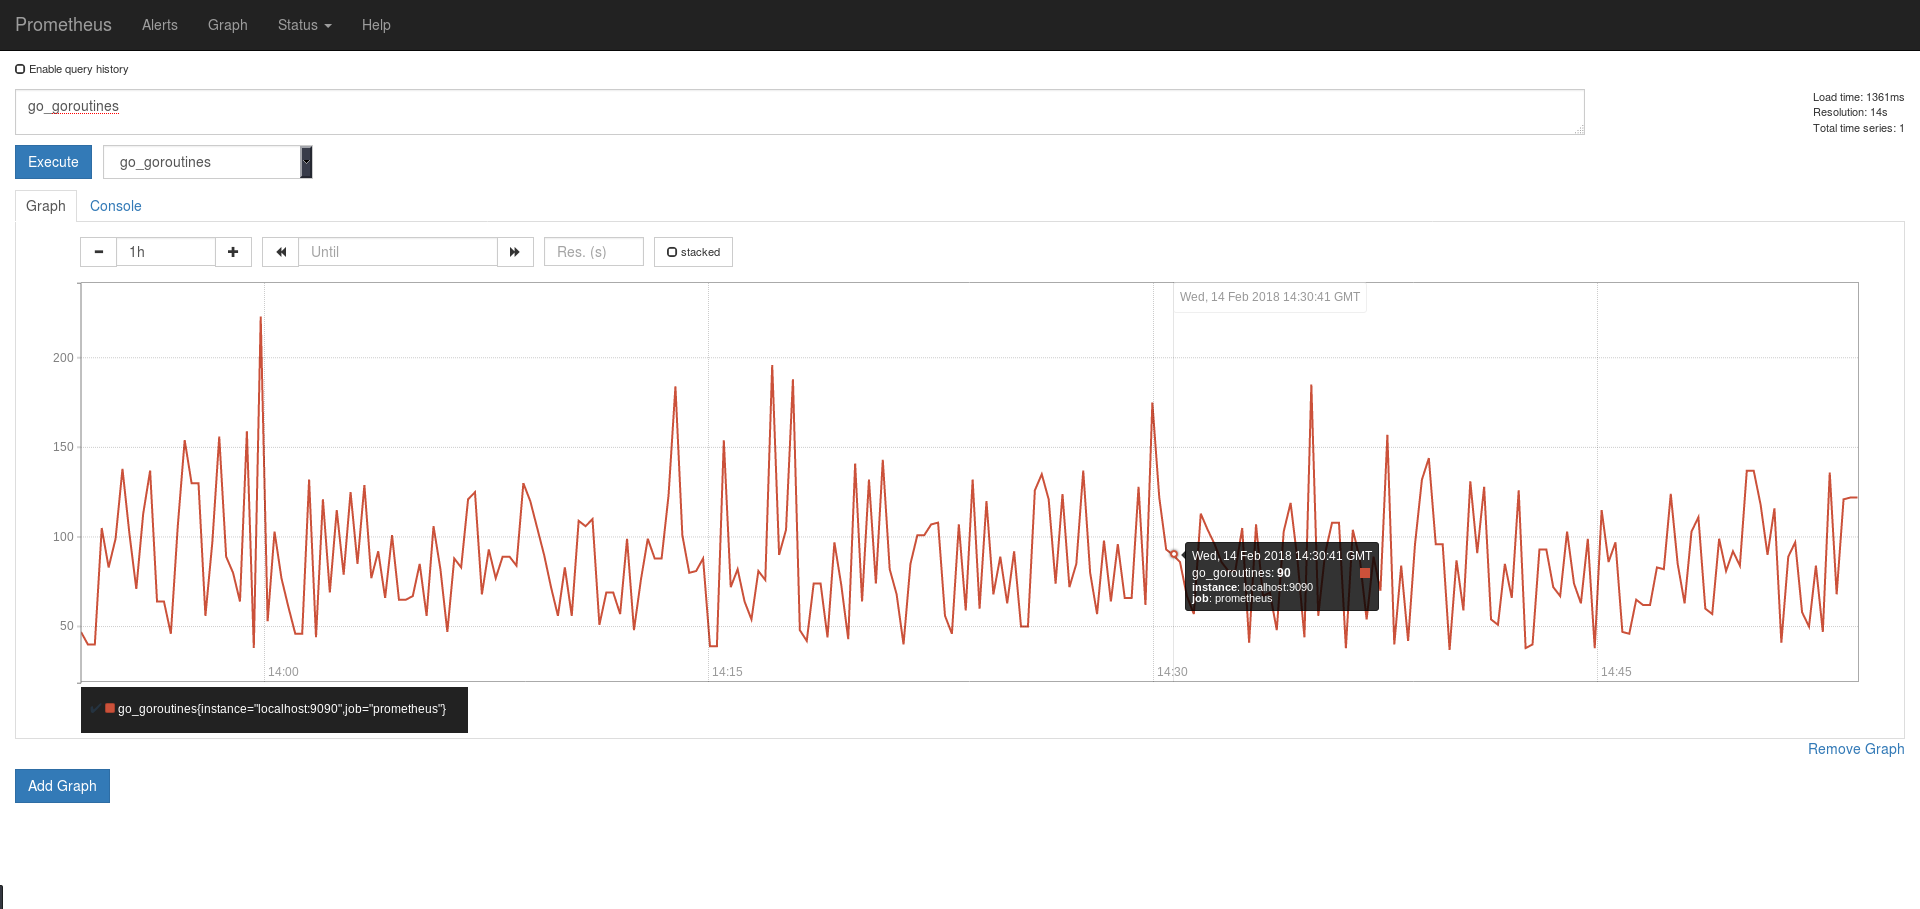 Prometheus Alerts Graph Status Help
Enable query history
go_goroutines
Load time: 1361ms
Resolution: 14s
Total time series: 1
Execute go_goroutines
Graph Console
1h Until Res. (s) stacked
Wed, 14 Feb 2018 14:30:41 GMT
200
150
100
50
Wed, 14 Feb 2018 14:30:41 GMT
go_goroutines: 90
instance: localhost:9090
job: prometheus
14:00 14:15 14:30 14:45
go_goroutines{instance="localhost:9090",job="prometheus"}
Remove Graph
Add Graph